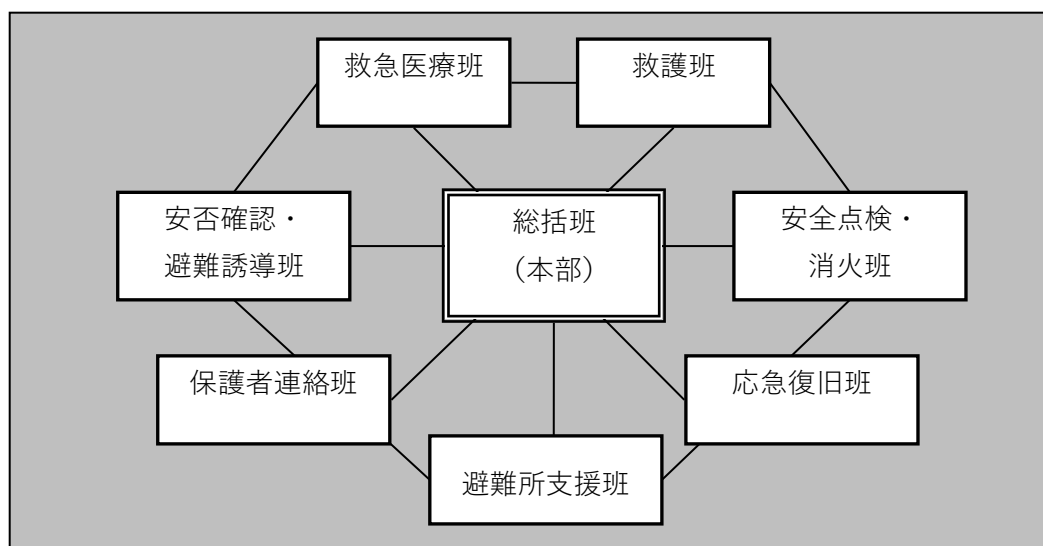 救急医療班
救護班
安否確認・
避難誘導班
総括班
（本部）
安全点検・
消火班
保護者連絡班
応急復旧班
避難所支援班